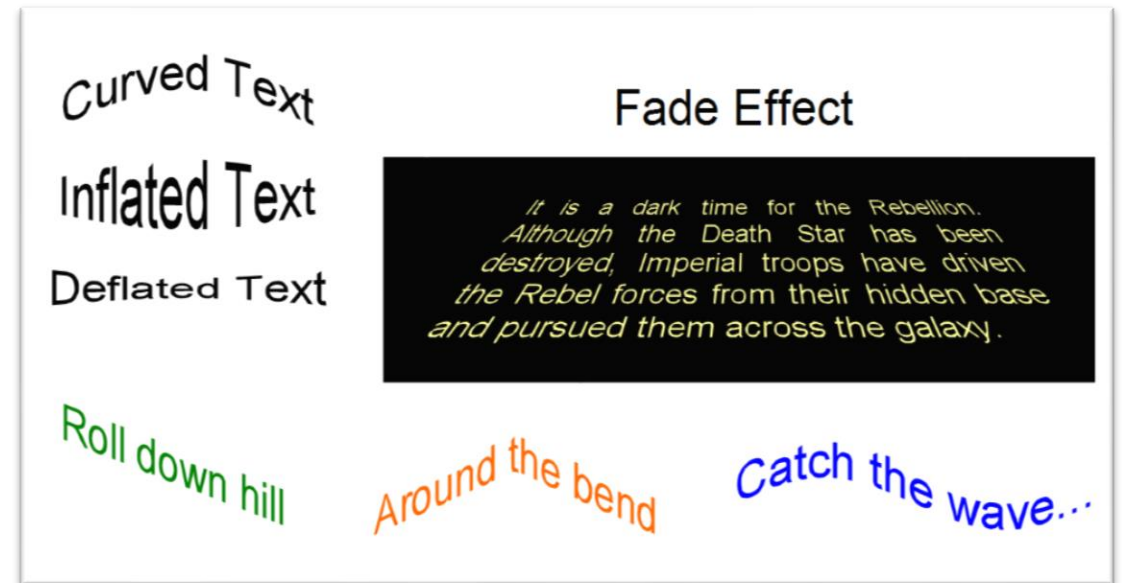 Curved Text
Inflated Text
Deflated Text
Fade Effect
It is a dark time for the Rebellion.
Although the Death Star has been
destroyed, Imperial troops have driven
the Rebel forces from their hidden base
and pursued them across the galaxy.
Roll down hill
Around the bend
Catch the wave...